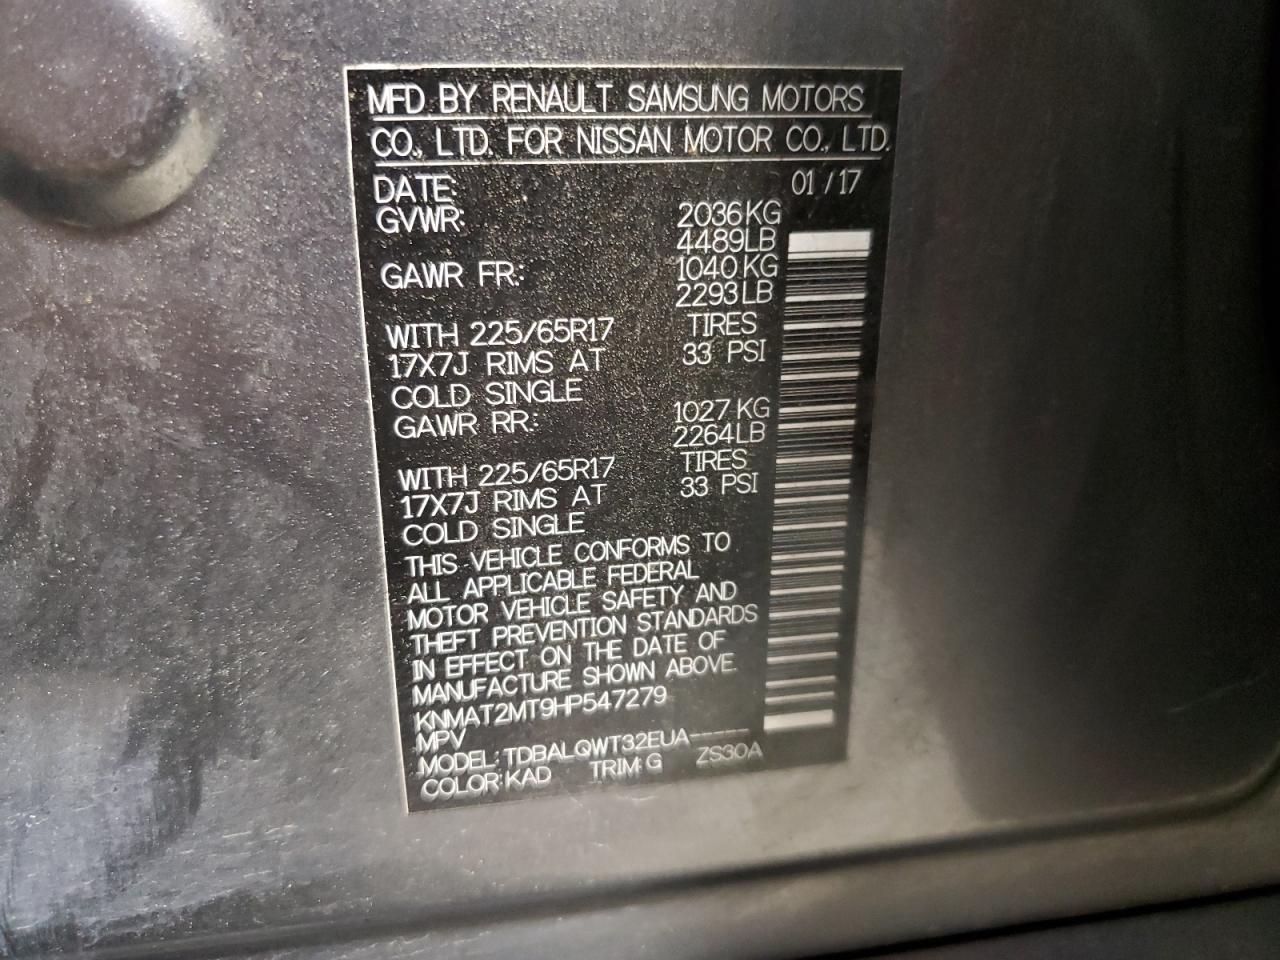 MFD BY RENAULT SAMSUNG MOTORS
CO., LTD. FOR NISSAN MOTOR CO., LTD.
DATE: 01/17
GVWR: 2036KG
4489LB
GAWR FR.: 1040KG
2293LB
WITH 225/65R17 TIRES
17X7J RIMS AT 33 PSI
COLD SINGLE
GAWR RR.: 1027KG
2264LB
WITH 225/65R17 TIRES
17X7J RIMS AT 33 PSI
COLD SINGLE
THIS VEHICLE CONFORMS TO
ALL APPLICABLE FEDERAL
MOTOR VEHICLE SAFETY AND
THEFT PREVENTION STANDARDS
IN EFFECT ON THE DATE OF
MANUFACTURE SHOWN ABOVE.
KNMAT2MT9HP547279
MPV
MODEL: TDBALQWT32EUA-----
COLOR: KAD TRIM: G ZS30A